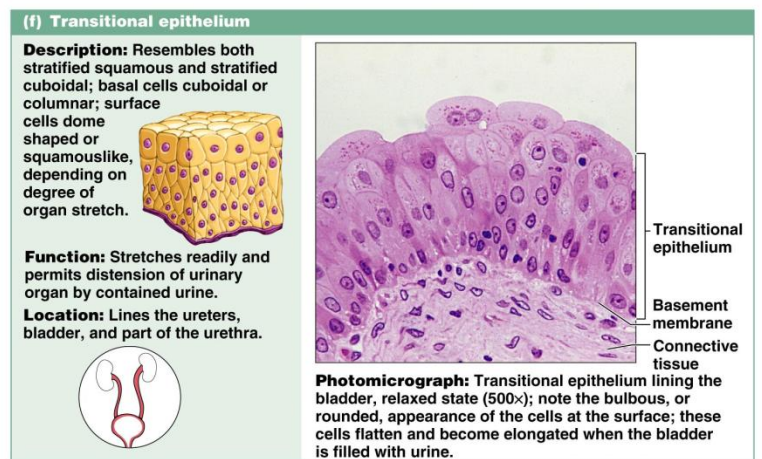 (f) Transitional epithelium
Description: Resembles both
stratified squamous and stratified
cuboidal; basal cells cuboidal or
columnar; surface
cells dome
shaped or
squamouslike,
depending on
degree of
organ stretch.
Function: Stretches readily and
permits distension of urinary
organ by contained urine.
Location: Lines the ureters,
bladder, and part of the urethra.
Transitional
epithelium
Basement
membrane
Connective
tissue
Photomicrograph: Transitional epithelium lining the
bladder, relaxed state (500×); note the bulbous, or
rounded, appearance of the cells at the surface; these
cells flatten and become elongated when the bladder
is filled with urine.